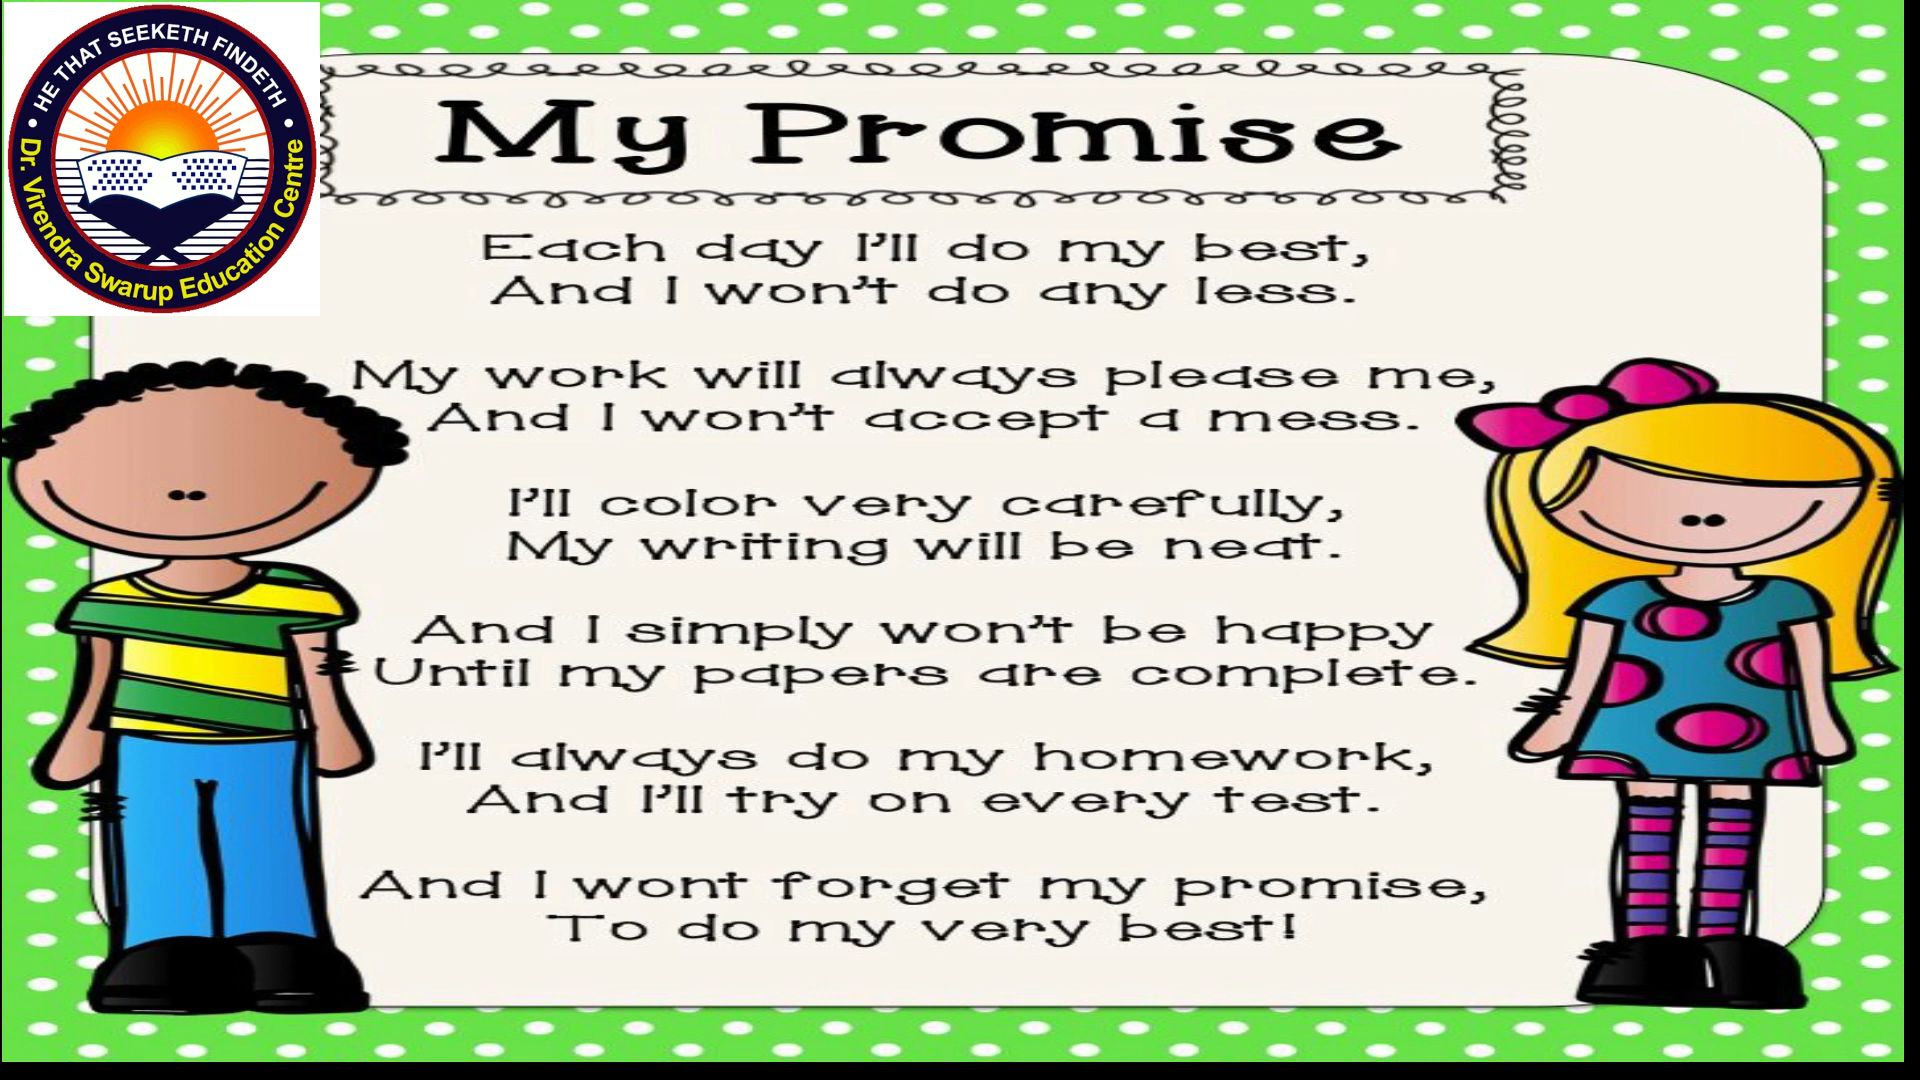 • HE THAT SEEKETH FINDETH •
Dr. Virendra Swarup Education Centre
My Promise
Each day I'll do my best,
And I won't do any less.
My work will always please me,
And I won't accept a mess.
I'll color very carefully,
My writing will be neat.
And I simply won't be happy
Until my papers are complete.
I'll always do my homework,
And I'll try on every test.
And I wont forget my promise,
To do my very best!